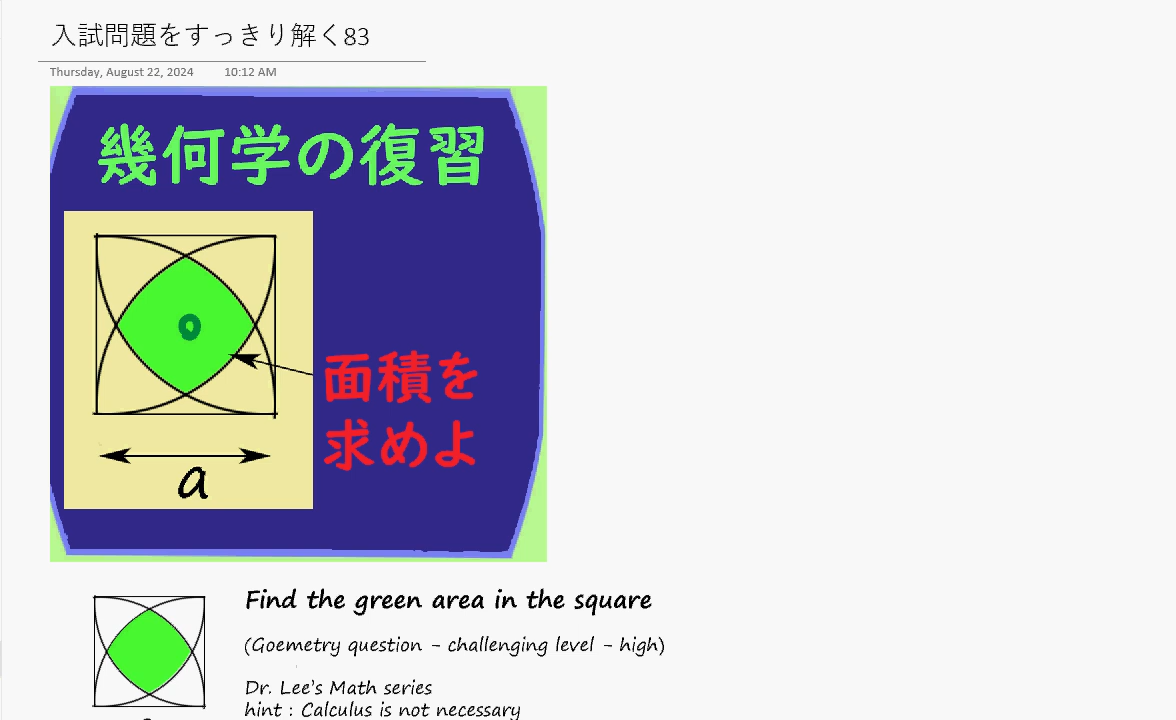 入試問題をすっきり解く83
Thursday, August 22, 2024 10:12 AM
幾何学の復習
面積を
求めよ
a
Find the green area in the square
(Goemetry question - challenging level - high)
Dr. Lee's Math series
hint : Calculus is not necessary